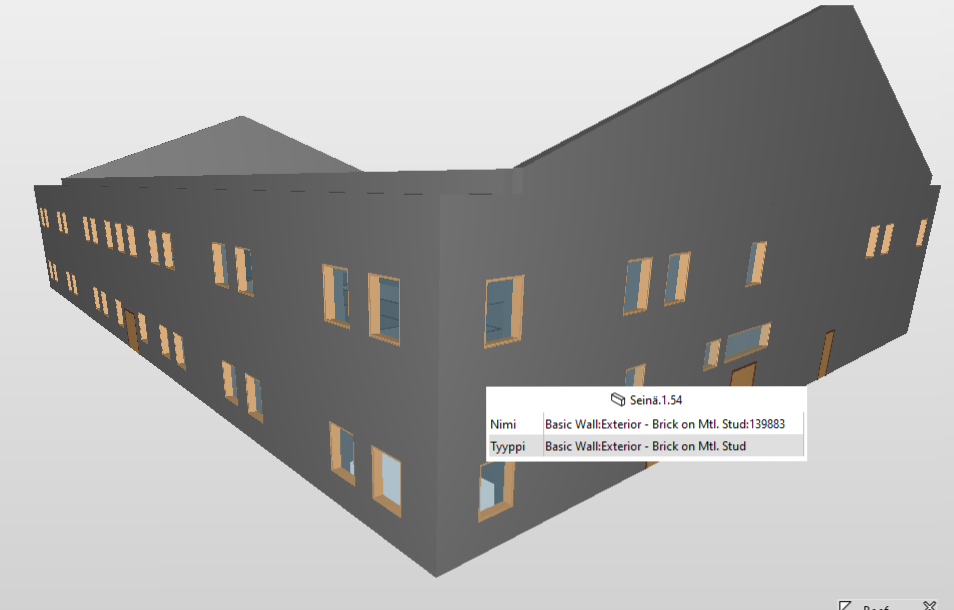 Seinä.1.54
Nimi Basic Wall:Exterior - Brick on Mtl. Stud:139883
Tyyppi Basic Wall:Exterior - Brick on Mtl. Stud